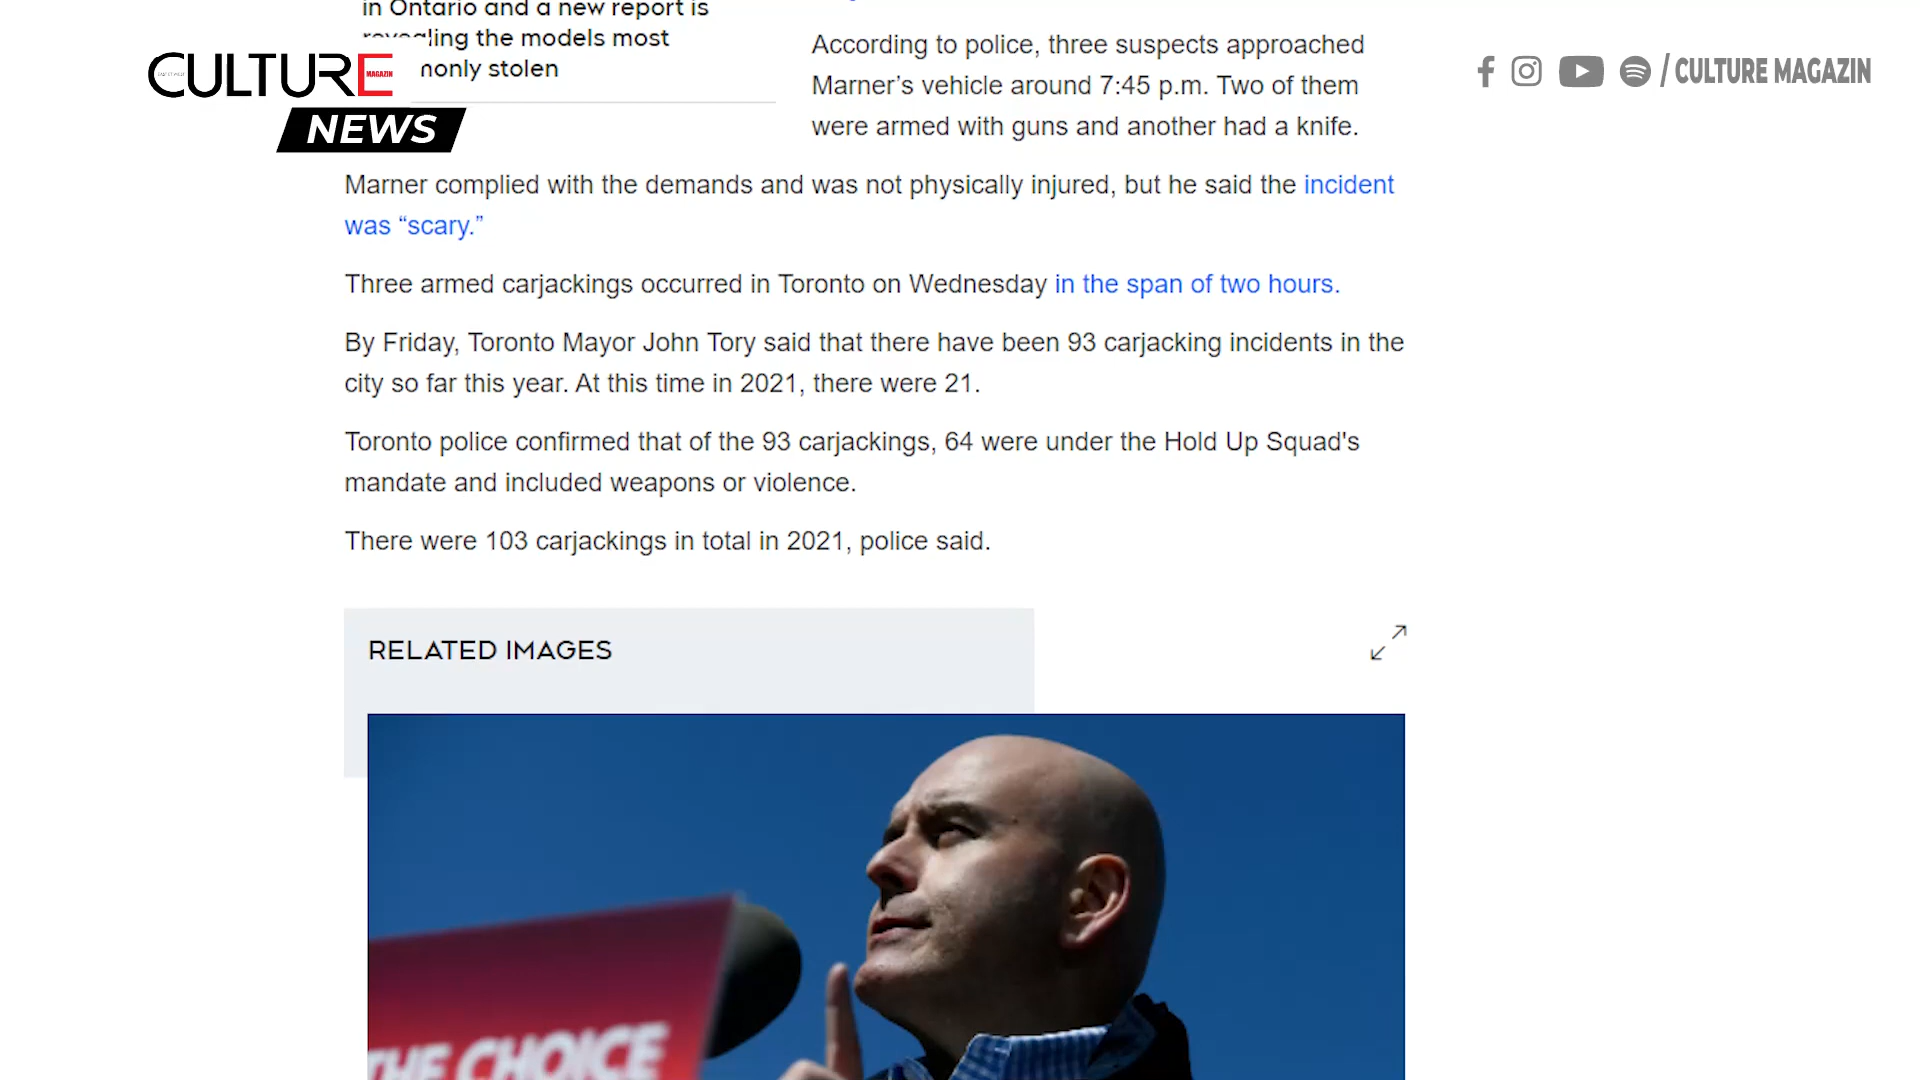 in Ontario and a new report is
revealing the models most
monly stolen
CULTURE
MAGAZIN
NEWS
/ CULTURE MAGAZIN
According to police, three suspects approached
Marner’s vehicle around 7:45 p.m. Two of them
were armed with guns and another had a knife.
Marner complied with the demands and was not physically injured, but he said the incident
was “scary.”
Three armed carjackings occurred in Toronto on Wednesday in the span of two hours.
By Friday, Toronto Mayor John Tory said that there have been 93 carjacking incidents in the
city so far this year. At this time in 2021, there were 21.
Toronto police confirmed that of the 93 carjackings, 64 were under the Hold Up Squad's
mandate and included weapons or violence.
There were 103 carjackings in total in 2021, police said.
RELATED IMAGES
THE CHOICE